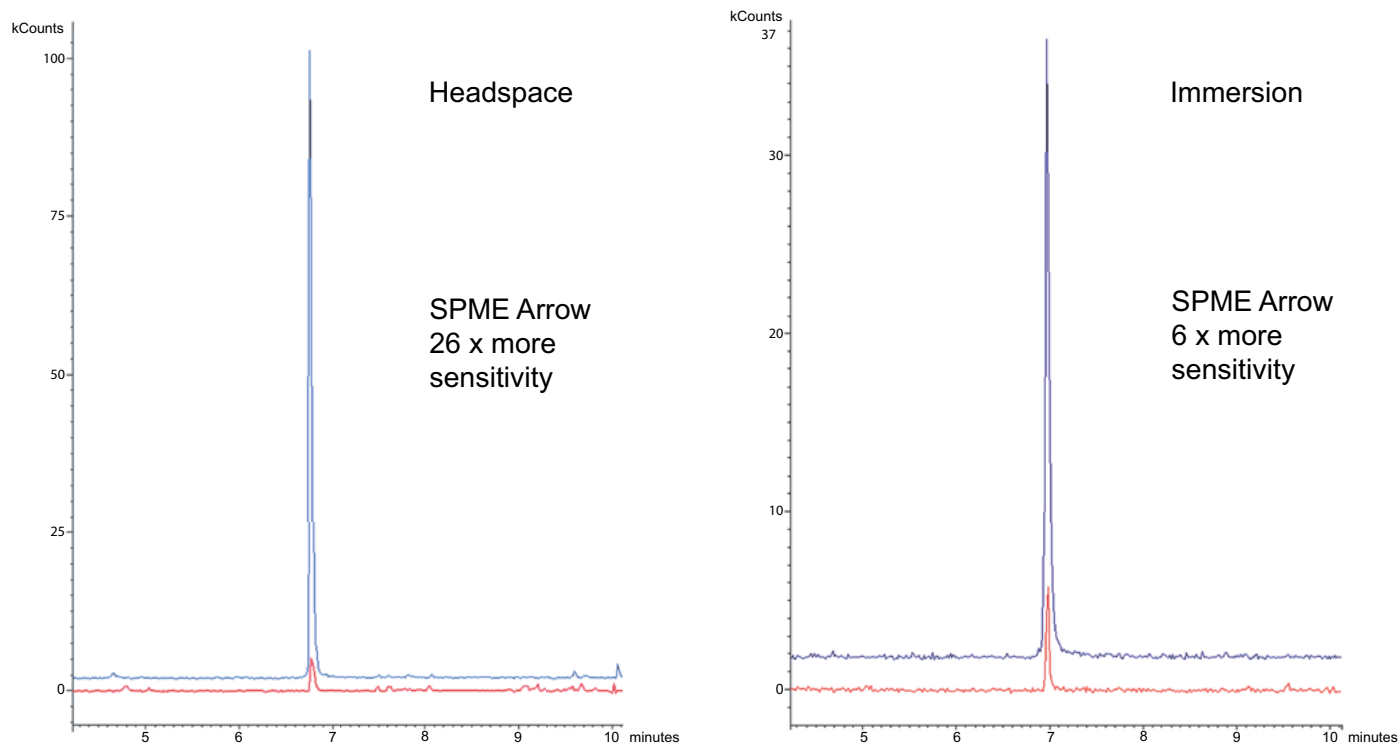 kCounts
100
75
50
25
0
Headspace
SPME Arrow
26 x more
sensitivity
5 6 7 8 9 10 minutes
kCounts
37
30
20
10
0
Immersion
SPME Arrow
6 x more
sensitivity
5 6 7 8 9 10 minutes